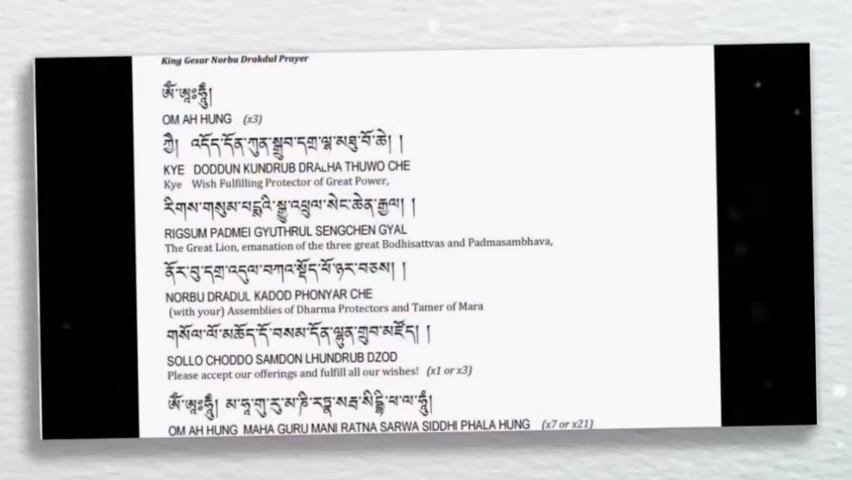 King Gesar Norbu Drakdul Prayer
ༀ་ཨཱཿཧཱུྃ།
OM AH HUNG (x3)
ཀྱཻ། འདོད་དོན་ཀུན་སྒྲུབ་དགྲ་ལྷ་མཐུ་བོ་ཆེ། །
KYE DODDUN KUNDRUB DRALHA THUWO CHE
Kye Wish Fulfilling Protector of Great Power,
རིགས་གསུམ་པདྨའི་སྒྱུ་འཕྲུལ་སེང་ཆེན་རྒྱལ། །
RIGSUM PADMEI GYUTHRUL SENGCHEN GYAL
The Great Lion, emanation of the three great Bodhisattvas and Padmasambhava,
ནོར་བུ་དགྲ་འདུལ་བཀའ་སྡོད་ཕོ་ཉར་བཅས། །
NORBU DRADUL KADOD PHONYAR CHE
(with your) Assemblies of Dharma Protectors and Tamer of Mara
གསོལ་ལོ་མཆོད་དོ་བསམ་དོན་ལྷུན་གྲུབ་མཛོད། །
SOLLO CHODDO SAMDON LHUNDRUB DZOD
Please accept our offerings and fulfill all our wishes! (x1 or x3)
ༀ་ཨཱཿཧཱུྃ། མ་ཧཱ་གུ་རུ་མ་ཎི་རཏྣ་སརྦ་སིདྡྷི་ཕ་ལ་ཧཱུྃ།
OM AH HUNG MAHA GURU MANI RATNA SARWA SIDDHI PHALA HUNG (x7 or x21)